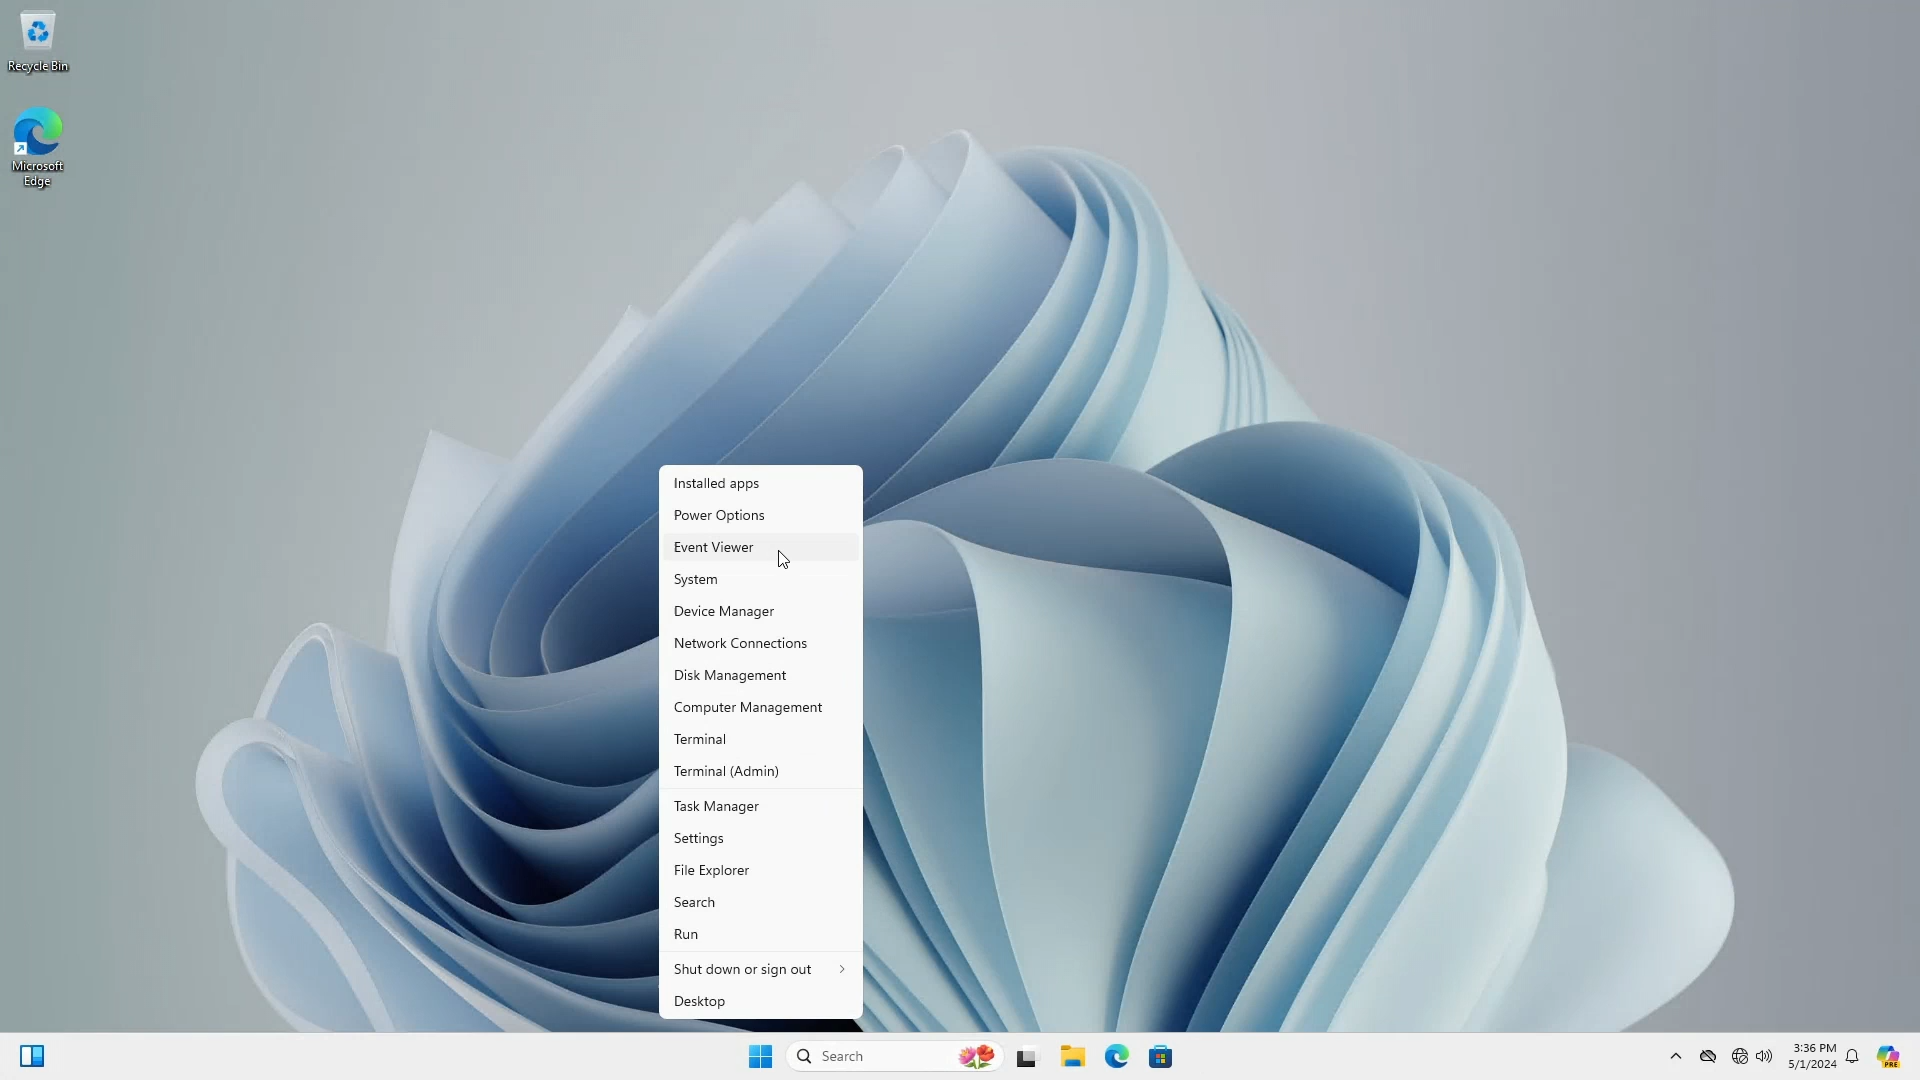 Recycle Bin
Microsoft
Edge
Installed apps
Power Options
Event Viewer
System
Device Manager
Network Connections
Disk Management
Computer Management
Terminal
Terminal (Admin)
Task Manager
Settings
File Explorer
Search
Run
Shut down or sign out
Desktop
Search
3:36 PM
5/1/2024
PRE